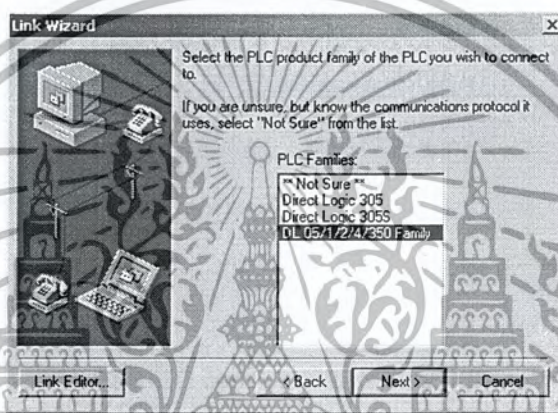 Link Wizard
Select the PLC product family of the PLC you wish to connect
to.
If you are unsure, but know the communications protocol it
uses, select "Not Sure" from the list.
PLC Families:
** Not Sure **
Direct Logic 305
Direct Logic 305S
DL 05/1/2/4/350 Family
Link Editor...
< Back
Next >
Cancel